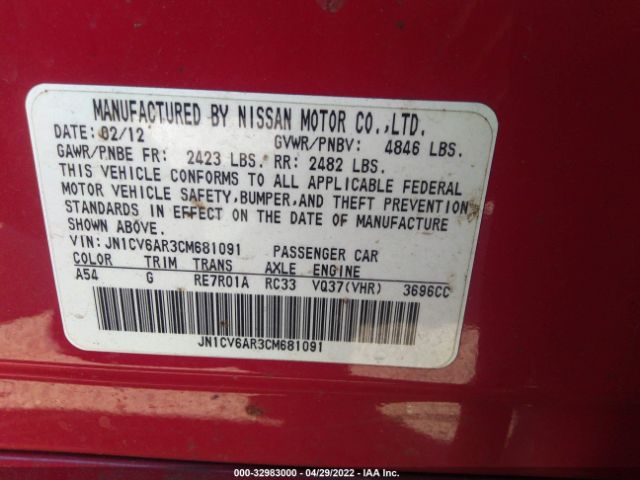 MANUFACTURED BY NISSAN MOTOR CO.,LTD.
DATE: 02/12 GVWR/PNBV: 4846 LBS.
GAWR/PNBE FR: 2423 LBS. RR: 2482 LBS.
THIS VEHICLE CONFORMS TO ALL APPLICABLE FEDERAL
MOTOR VEHICLE SAFETY, BUMPER, AND THEFT PREVENTION
STANDARDS IN EFFECT ON THE DATE OF MANUFACTURE
SHOWN ABOVE.
VIN: JN1CV6AR3CM681091 PASSENGER CAR
COLOR TRIM TRANS AXLE ENGINE
A54 G RE7R01A RC33 VQ37(VHR) 3696CC
JN1CV6AR3CM681091
000-32983000 - 04/29/2022 - IAA Inc.